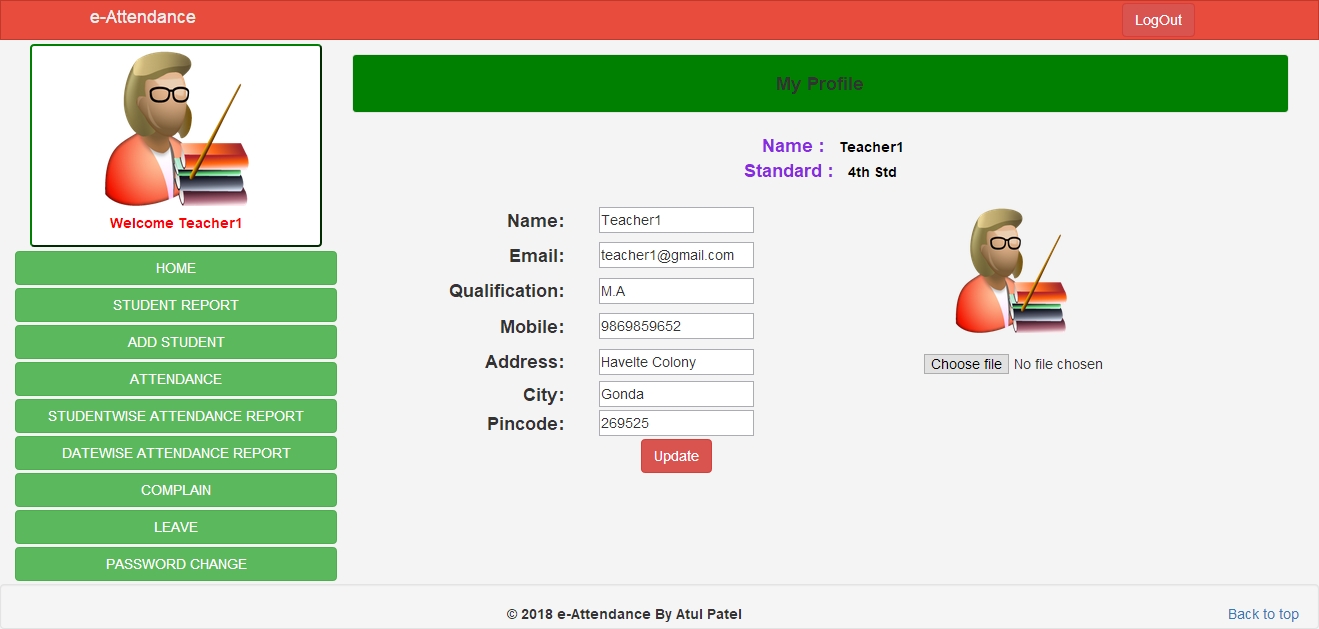 e-Attendance
LogOut
Welcome Teacher1
HOME
STUDENT REPORT
ADD STUDENT
ATTENDANCE
STUDENTWISE ATTENDANCE REPORT
DATEWISE ATTENDANCE REPORT
COMPLAIN
LEAVE
PASSWORD CHANGE
My Profile
Name : Teacher1
Standard : 4th Std
Name: Teacher1
Email: teacher1@gmail.com
Qualification: M.A
Mobile: 9869859652
Address: Havelte Colony
City: Gonda
Pincode: 269525
Update
Choose file No file chosen
© 2018 e-Attendance By Atul Patel
Back to top